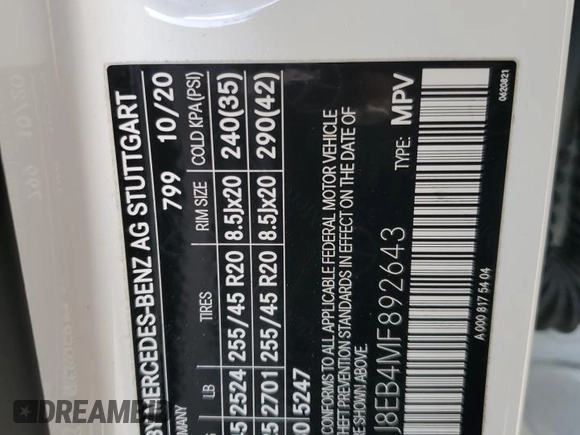 BY MERCEDES-BENZ AG STUTTGART
799 10/20
TIRES RIM SIZE COLD KPA(PSI)
LB
2524 255/45 R20 8.5Jx20 240(35)
2701 255/45 R20 8.5Jx20 290(42)
5247
CONFORMS TO ALL APPLICABLE FEDERAL MOTOR VEHICLE
THEFT PREVENTION STANDARDS IN EFFECT ON THE DATE OF
RE SHOWN ABOVE.
J8EB4MF892643 TYPE: MPV
A 000 817 54 04 0620821
DREAMBID